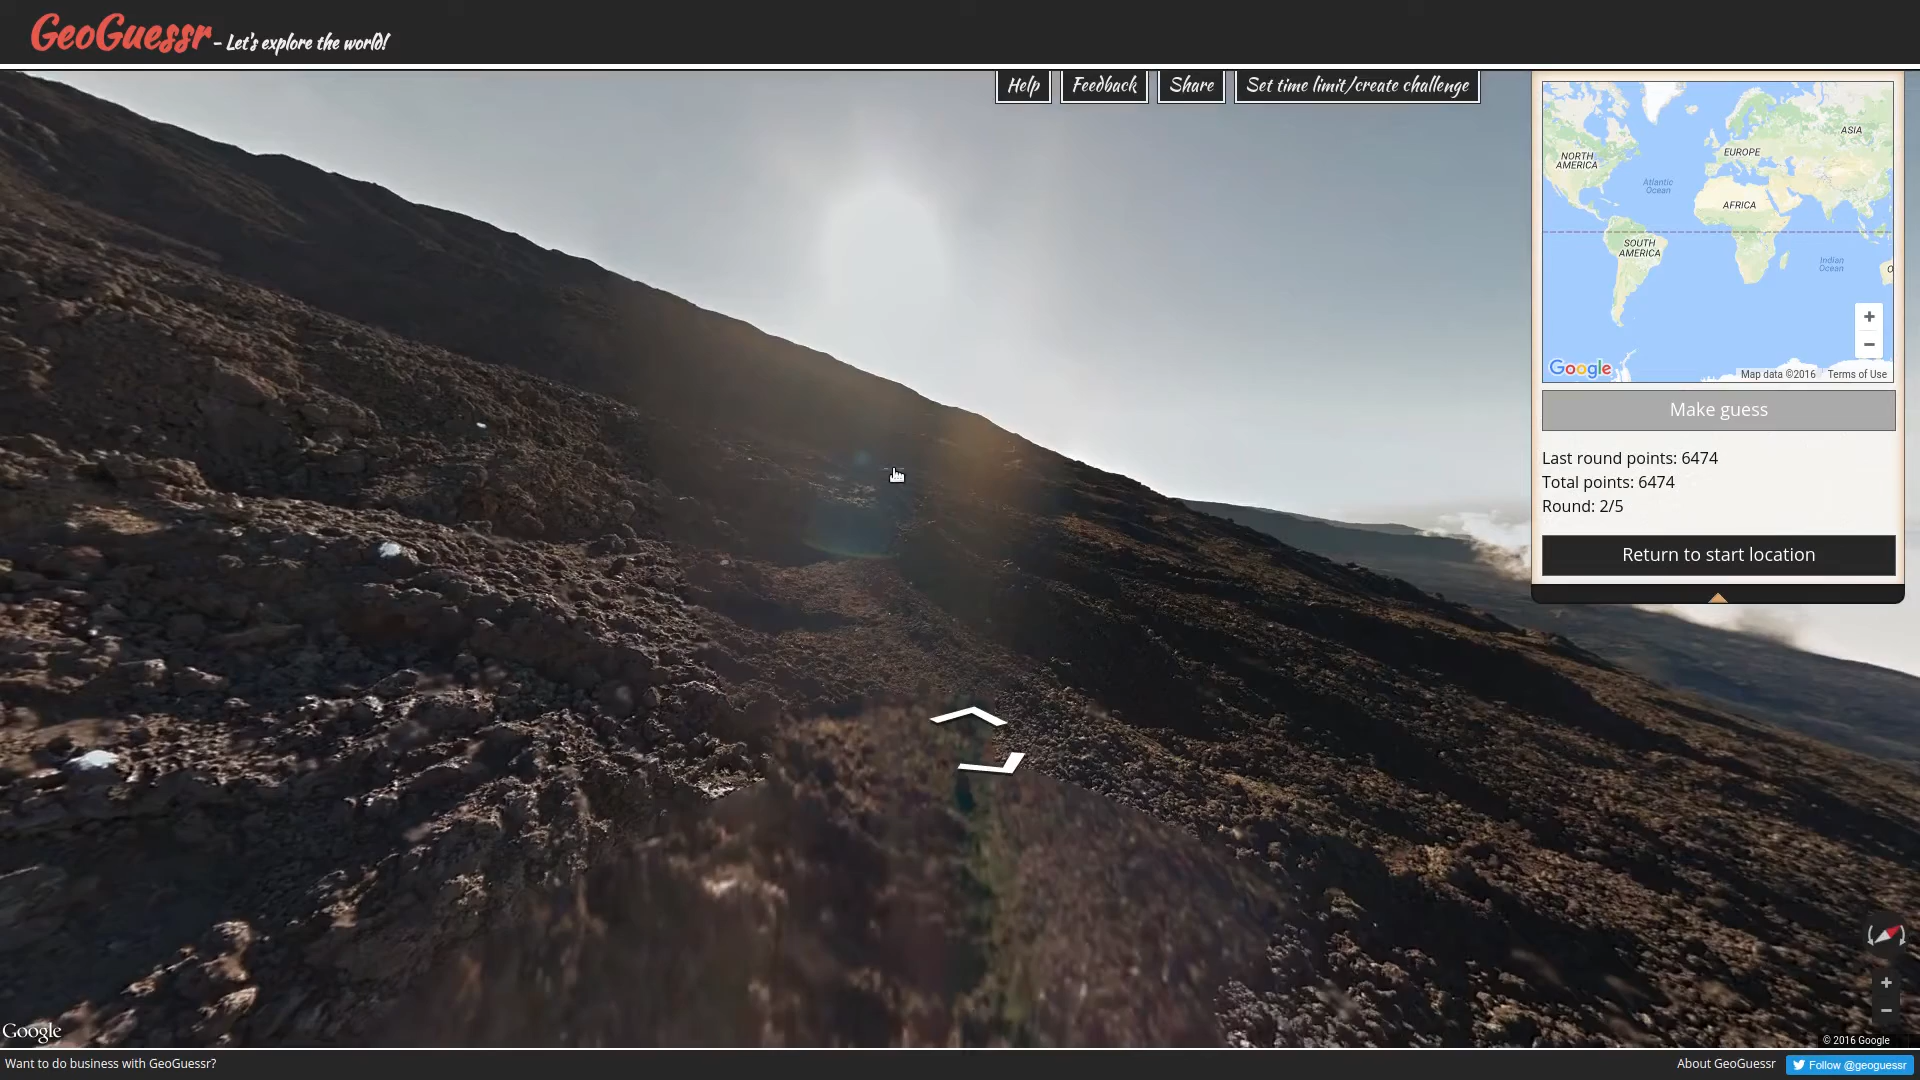 GeoGuessr - Let's explore the world!
Help
Feedback
Share
Set time limit/create challenge
NORTH
AMERICA
Atlantic
Ocean
EUROPE
ASIA
AFRICA
SOUTH
AMERICA
Indian
Ocean
O
+
−
Google
Map data ©2016
Terms of Use
Make guess
Last round points: 6474
Total points: 6474
Round: 2/5
Return to start location
+
−
Google
© 2016 Google
Want to do business with GeoGuessr?
About GeoGuessr
Follow @geoguessr